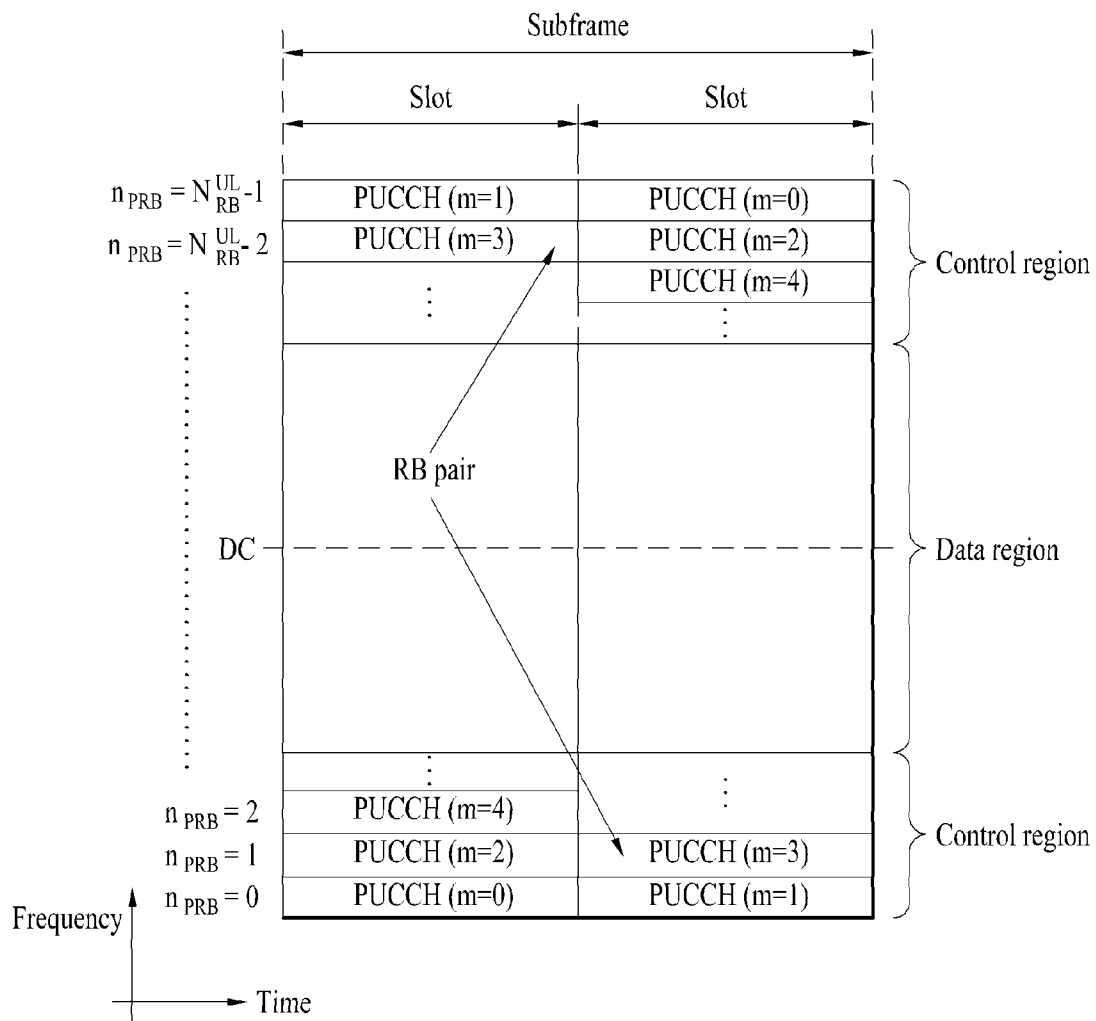 Subframe
Slot Slot
n PRB = N UL RB -1 PUCCH (m=1) PUCCH (m=0)
n PRB = N UL RB - 2 PUCCH (m=3) PUCCH (m=2)
PUCCH (m=4)
Control region
RB pair
DC
Data region
n PRB = 2 PUCCH (m=4)
n PRB = 1 PUCCH (m=2) PUCCH (m=3)
Control region
n PRB = 0 PUCCH (m=0) PUCCH (m=1)
Frequency
Time